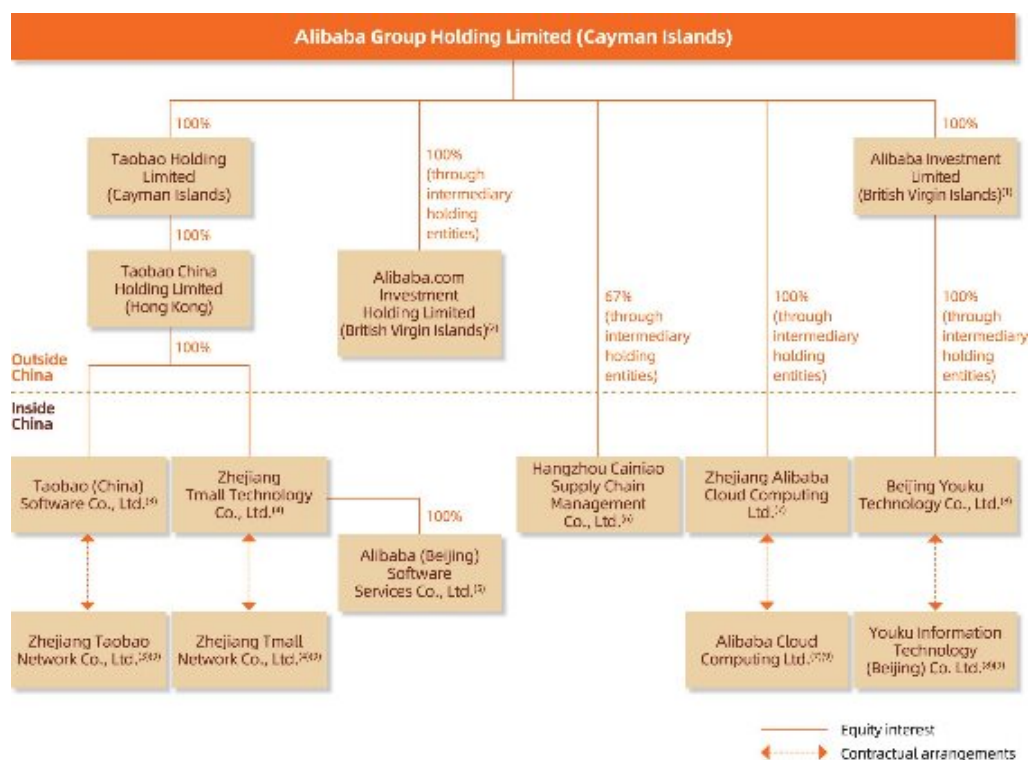 Alibaba Group Holding Limited (Cayman Islands)
100%
Taobao Holding
Limited
(Cayman Islands)
100%
Taobao China
Holding Limited
(Hong Kong)
100%
100%
(through
intermediary
holding
entities)
Alibaba.com
Investment
Holding Limited
(British Virgin Islands)
67%
(through
intermediary
holding
entities)
100%
(through
intermediary
holding
entities)
100%
Alibaba Investment
Limited
(British Virgin Islands)(1)
100%
(through
intermediary
holding
entities)
Outside
China
Inside
China
Taobao (China)
Software Co., Ltd.
Zhejiang
Tmall Technology
Co., Ltd.
100%
Alibaba (Beijing)
Software
Services Co., Ltd.(5)
Hangzhou Cainiao
Supply Chain
Management
Co., Ltd.(6)
Zhejiang Alibaba
Cloud Computing
Ltd.
Beijing Youku
Technology Co., Ltd.
Zhejiang Taobao
Network Co., Ltd.
Zhejiang Tmall
Network Co., Ltd.
Alibaba Cloud
Computing Ltd.
Youku Information
Technology
(Beijing) Co. Ltd.
Equity interest
Contractual arrangements